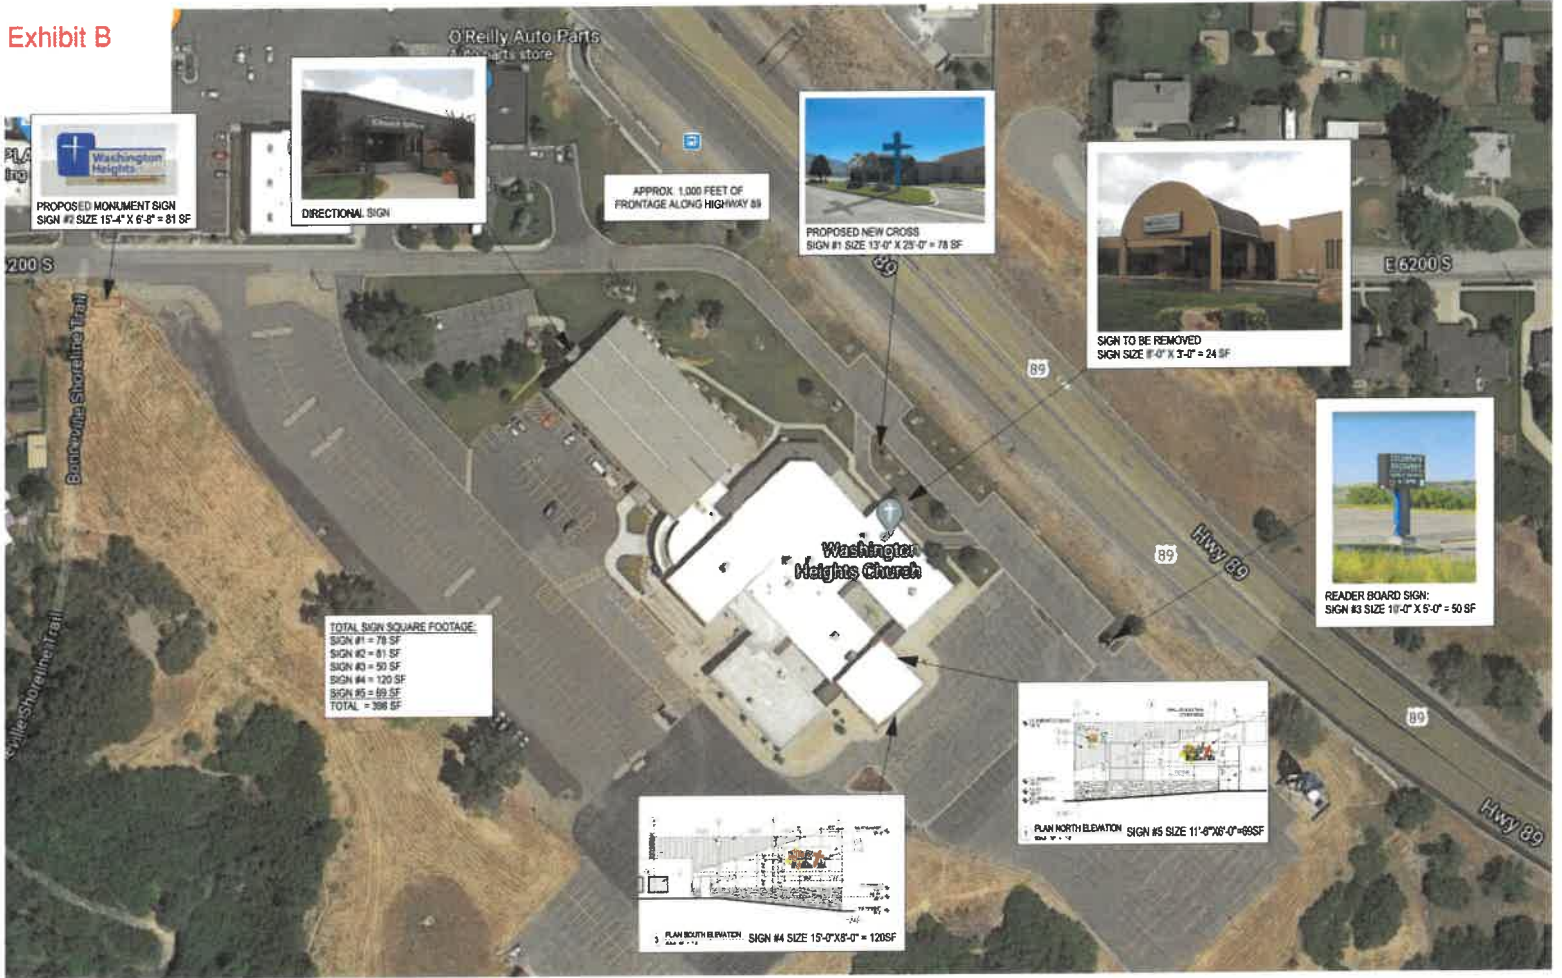 Exhibit B
O'Reilly Auto Parts
Washington
Heights
PROPOSED MONUMENT SIGN
SIGN #2 SIZE 15'-4" X 6'-8" = 81 SF
DIRECTIONAL SIGN
APPROX. 1,000 FEET OF
FRONTAGE ALONG HIGHWAY 89
PROPOSED NEW CROSS
SIGN #1 SIZE 13'-0" X 25'-0" = 78 SF
SIGN TO BE REMOVED
SIGN SIZE 8'-0" X 3'-0" = 24 SF
E 6200 S
6200 S
89
89
89
89
Hwy 89
Hwy 89
Bonneville Shoreline Trail
Shoreline Trail
Washington
Heights Church
READER BOARD SIGN:
SIGN #3 SIZE 10'-0" X 5'-0" = 50 SF
TOTAL SIGN SQUARE FOOTAGE:
SIGN #1 = 78 SF
SIGN #2 = 81 SF
SIGN #3 = 50 SF
SIGN #4 = 120 SF
SIGN #5 = 69 SF
TOTAL = 398 SF
PLAN NORTH ELEVATION SIGN #5 SIZE 11'-6"X6'-0"=69SF
PLAN SOUTH ELEVATION SIGN #4 SIZE 15'-0"X8'-0" = 120SF